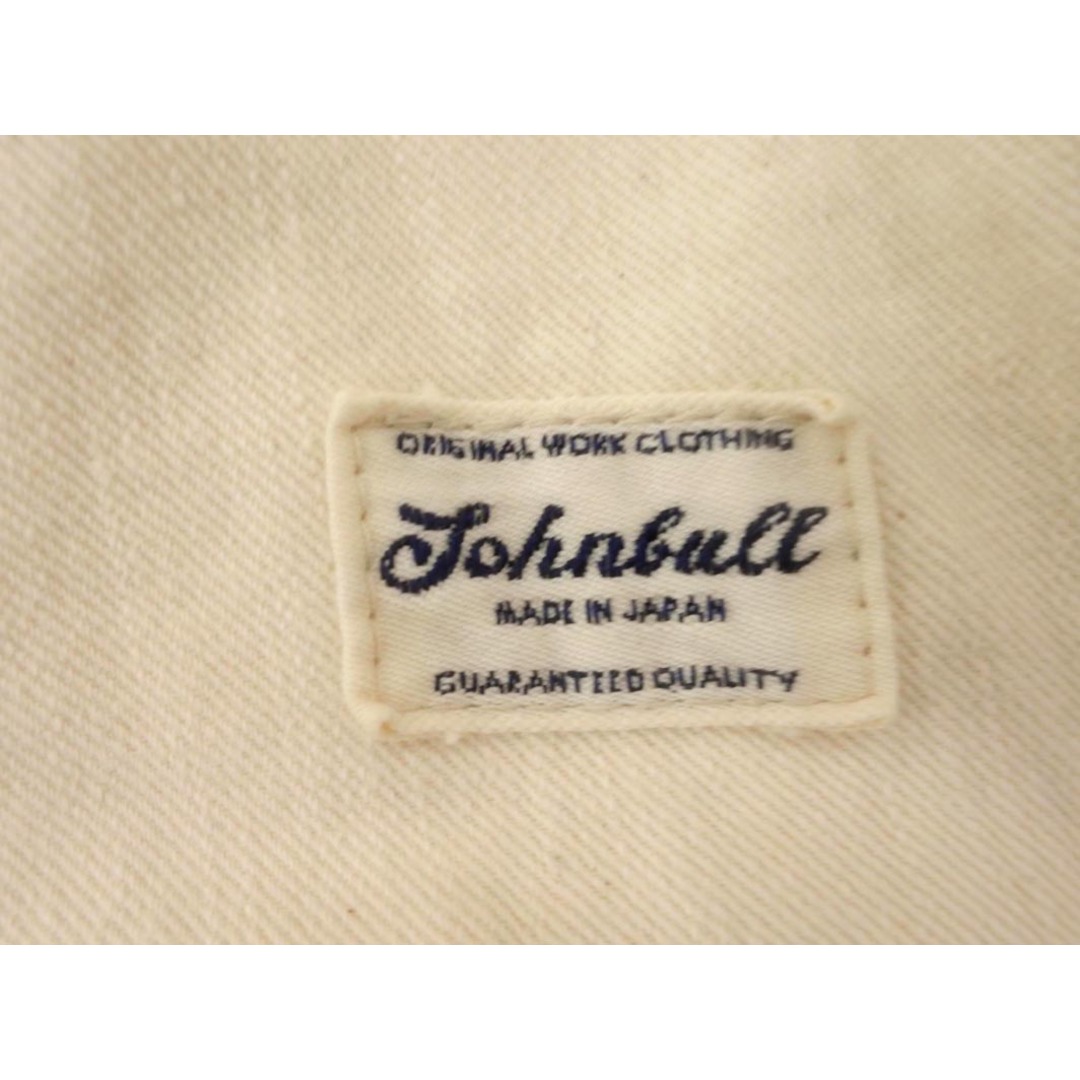 ORIGINAL WORK CLOTHING
Johnbull
MADE IN JAPAN
GUARANTEED QUALITY